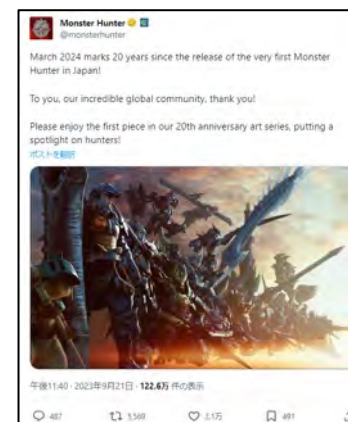 Monster Hunter
@monsterhunter
March 2024 marks 20 years since the release of the very first Monster
Hunter in Japan!
To you, our incredible global community, thank you!
Please enjoy the first piece in our 20th anniversary art series, putting a
spotlight on hunters!
ポストを翻訳
午後11:40 · 2023年9月21日 · 122.6万 件の表示
487
3,569
491